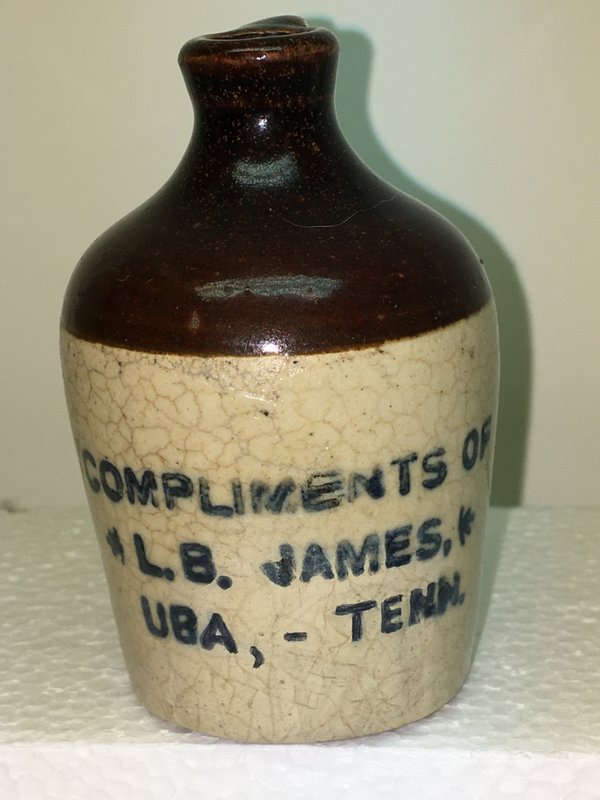 COMPLIMENTS OF
L.B. JAMES,
UBA, - TENN.